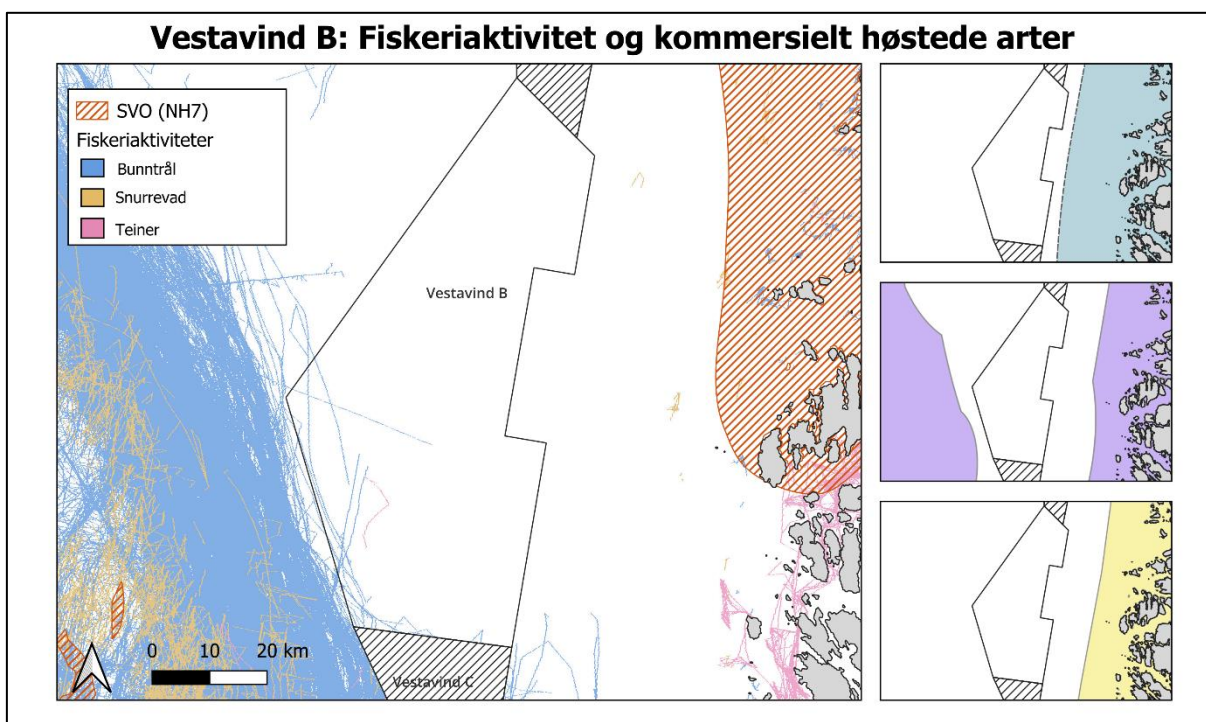 Vestavind B: Fiskeriaktivitet og kommersielt høstede arter
SVO (NH7)
Fiskeriaktiviteter
Bunntrål
Snurrevad
Teiner
Vestavind B
0 10 20 km
Vestavind C